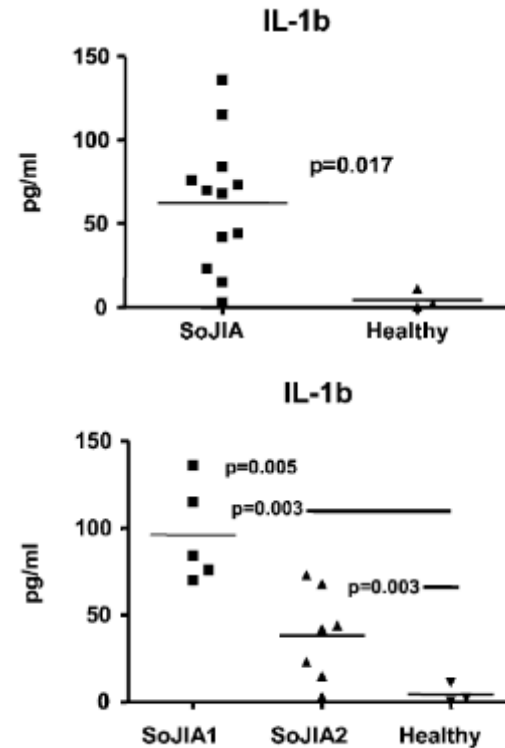 IL-1b
150
100
50
0
pg/ml
p=0.017
SoJIA Healthy
IL-1b
150
100
50
0
pg/ml
p=0.005
p=0.003
p=0.003
SoJIA1 SoJIA2 Healthy